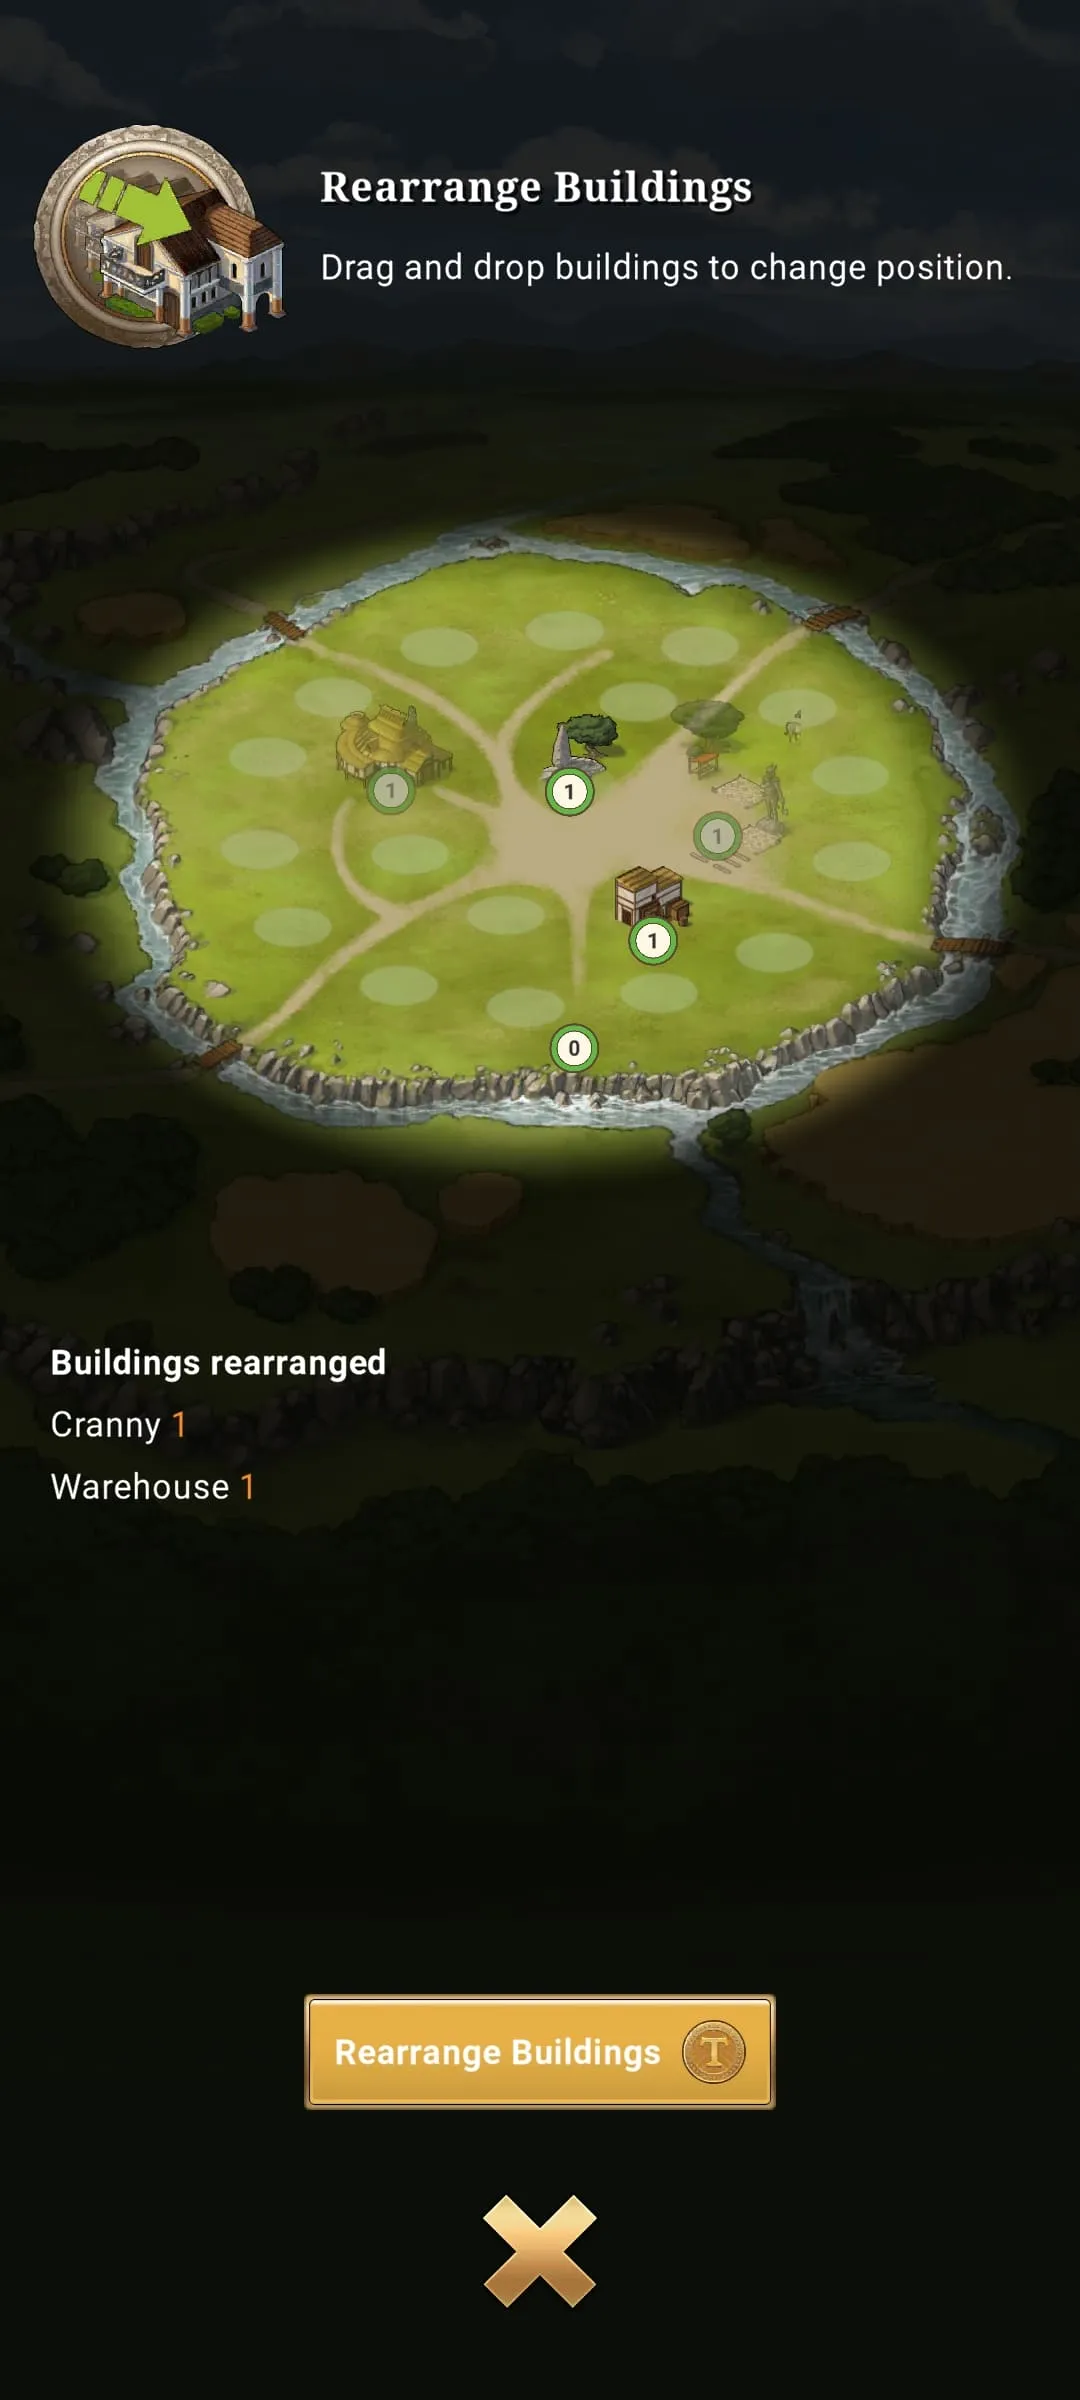 Rearrange Buildings
Drag and drop buildings to change position.
1
1
1
1
0
Buildings rearranged
Cranny 1
Warehouse 1
Rearrange Buildings T